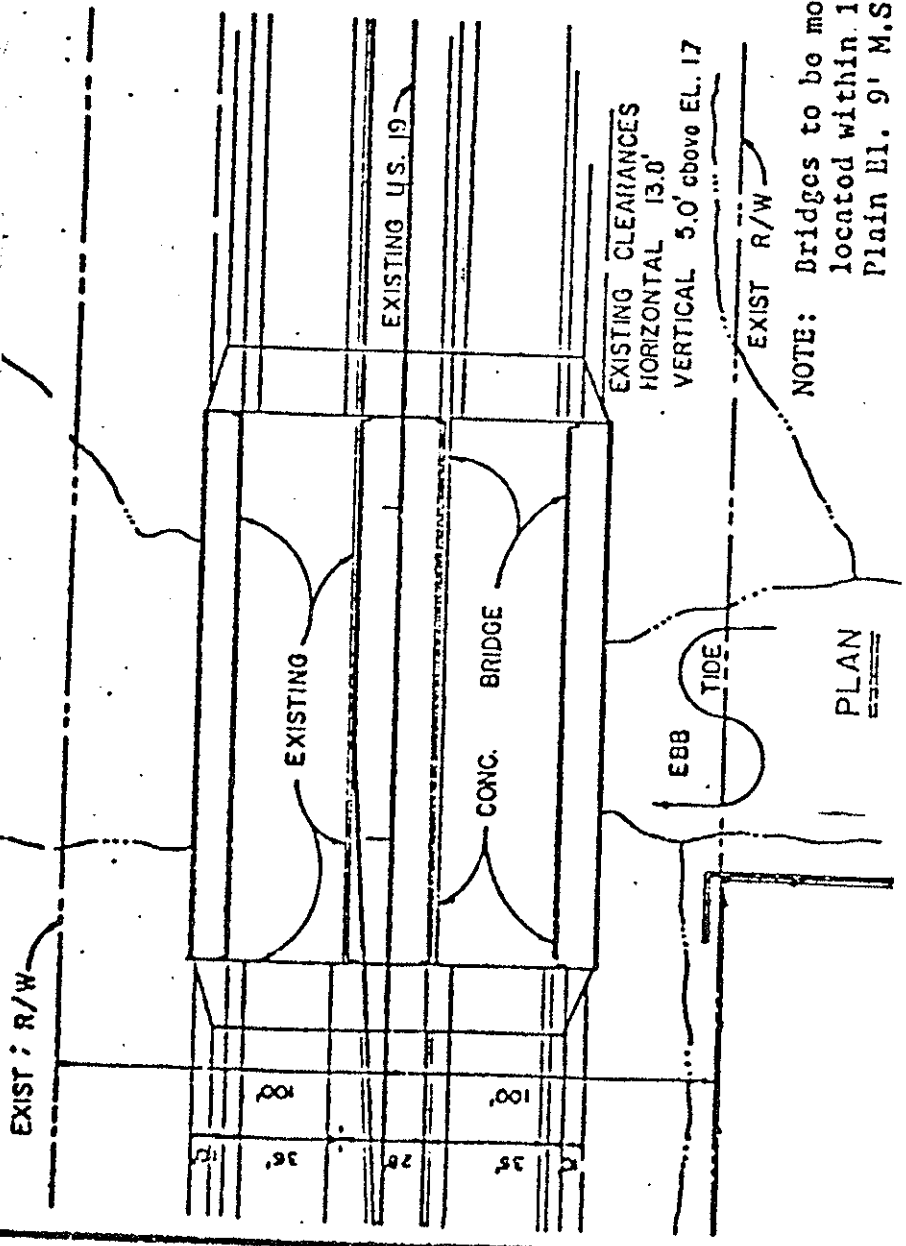 EXIST; R/W
EXISTING U.S. 19
EXISTING
EXISTING CLEARANCES
HORIZONTAL 13.0'
VERTICAL 5.0' above EL. 17
CONC. BRIDGE
EXIST R/W
EBB TIDE
PLAN
NOTE: Bridges to be mo
located within 1
Plain El. 9' M.S
100'
100'
36'
28'